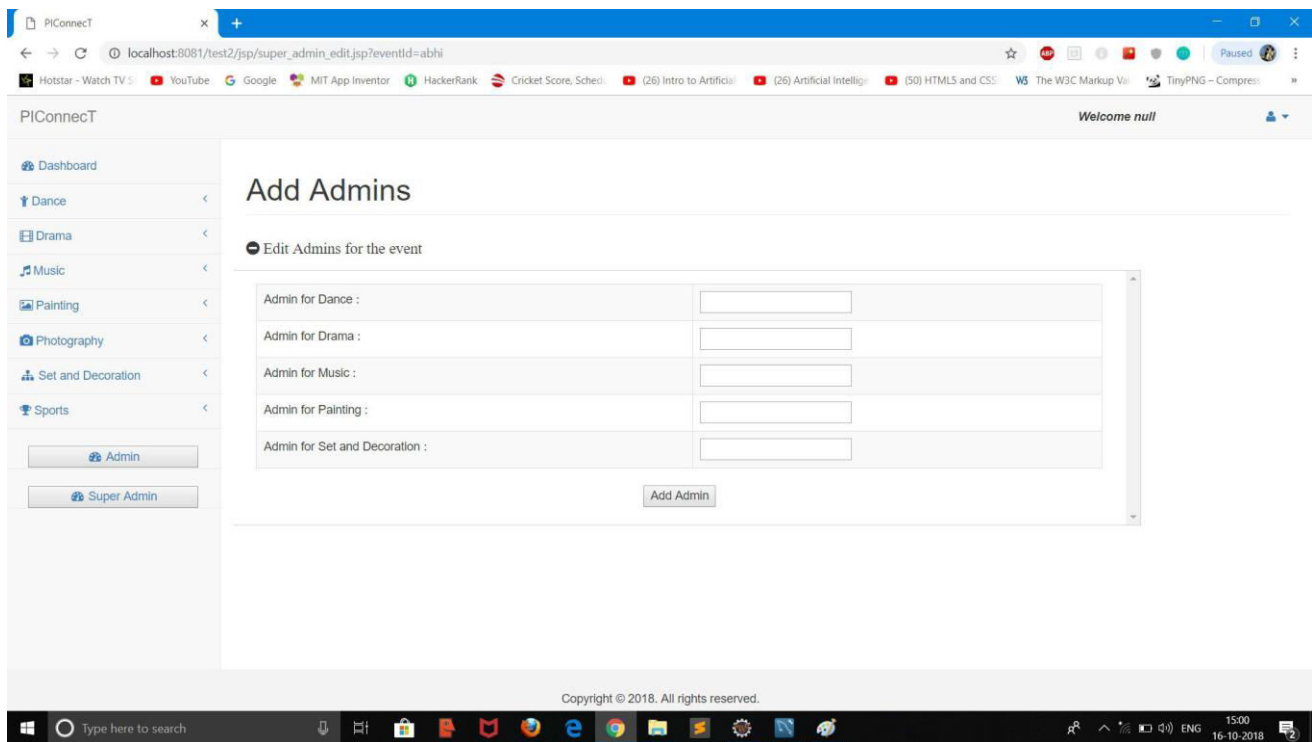 PIConnecT
localhost:8081/test2/jsp/super_admin_edit.jsp?eventId=abhi
ABP
Paused
Hotstar - Watch TV S YouTube Google MIT App Inventor HackerRank Cricket Score, Sched (26) Intro to Artificial (26) Artificial Intellig (50) HTML5 and CSS W3 The W3C Markup Va TinyPNG – Compress »
PIConnecT
Welcome null
Dashboard
Dance
Drama
Music
Painting
Photography
Set and Decoration
Sports
Admin
Super Admin
Add Admins
Edit Admins for the event
Admin for Dance :
Admin for Drama :
Admin for Music :
Admin for Painting :
Admin for Set and Decoration :
Add Admin
Copyright © 2018. All rights reserved.
Type here to search
ENG
15:00
16-10-2018
2